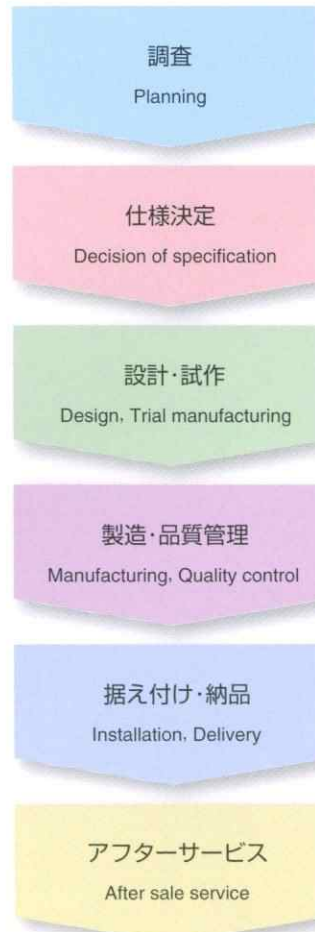 調査
Planning
仕様決定
Decision of specification
設計・試作
Design, Trial manufacturing
製造・品質管理
Manufacturing, Quality control
据え付け・納品
Installation, Delivery
アフターサービス
After sale service